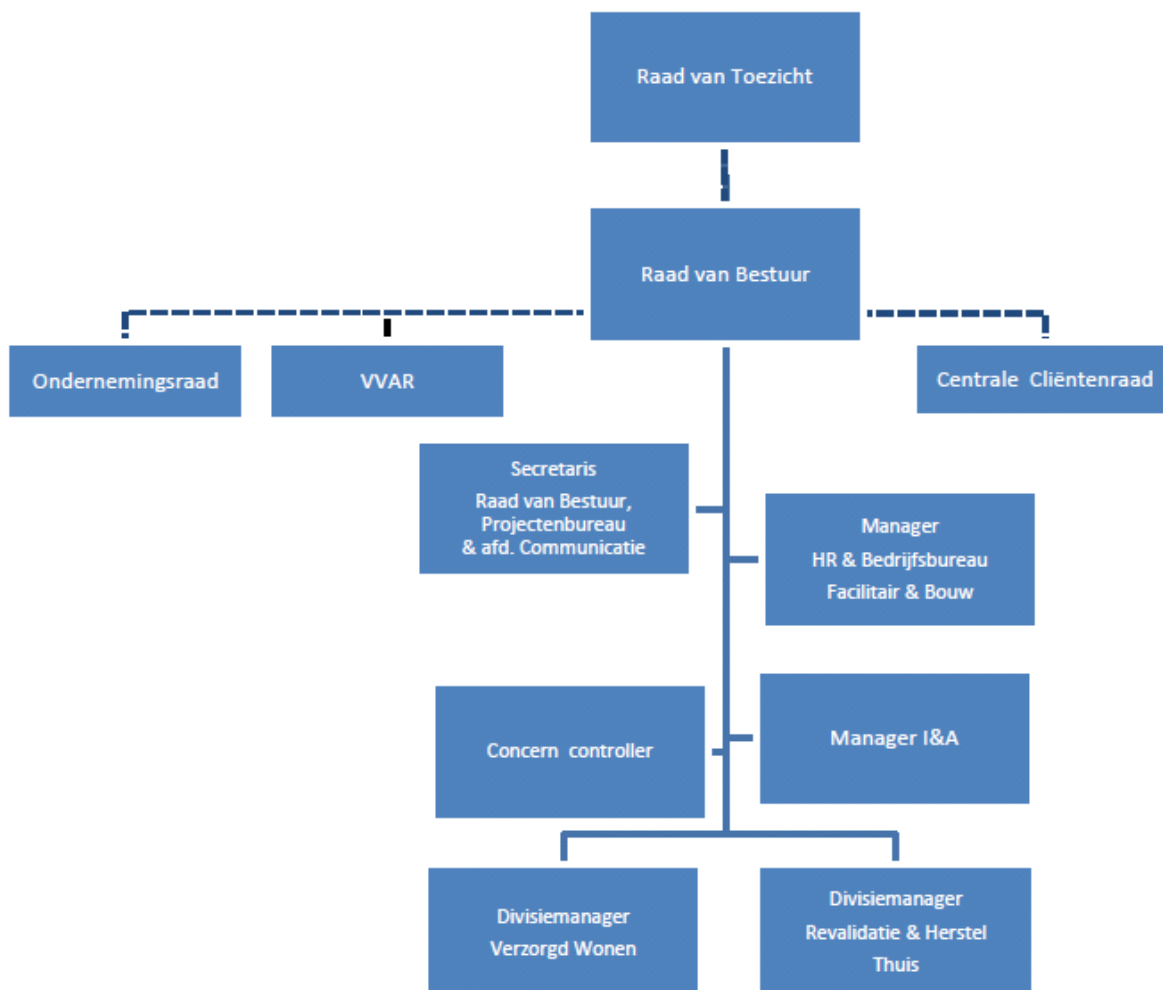 Raad van Toezicht
Raad van Bestuur
Ondernemingsraad
VVAR
Centrale Cliëntenraad
Secretaris
Raad van Bestuur,
Projectenbureau
& afd. Communicatie
Manager
HR & Bedrijfsbureau
Facilitair & Bouw
Concern controller
Manager I&A
Divisiemanager
Verzorgd Wonen
Divisiemanager
Revalidatie & Herstel
Thuis